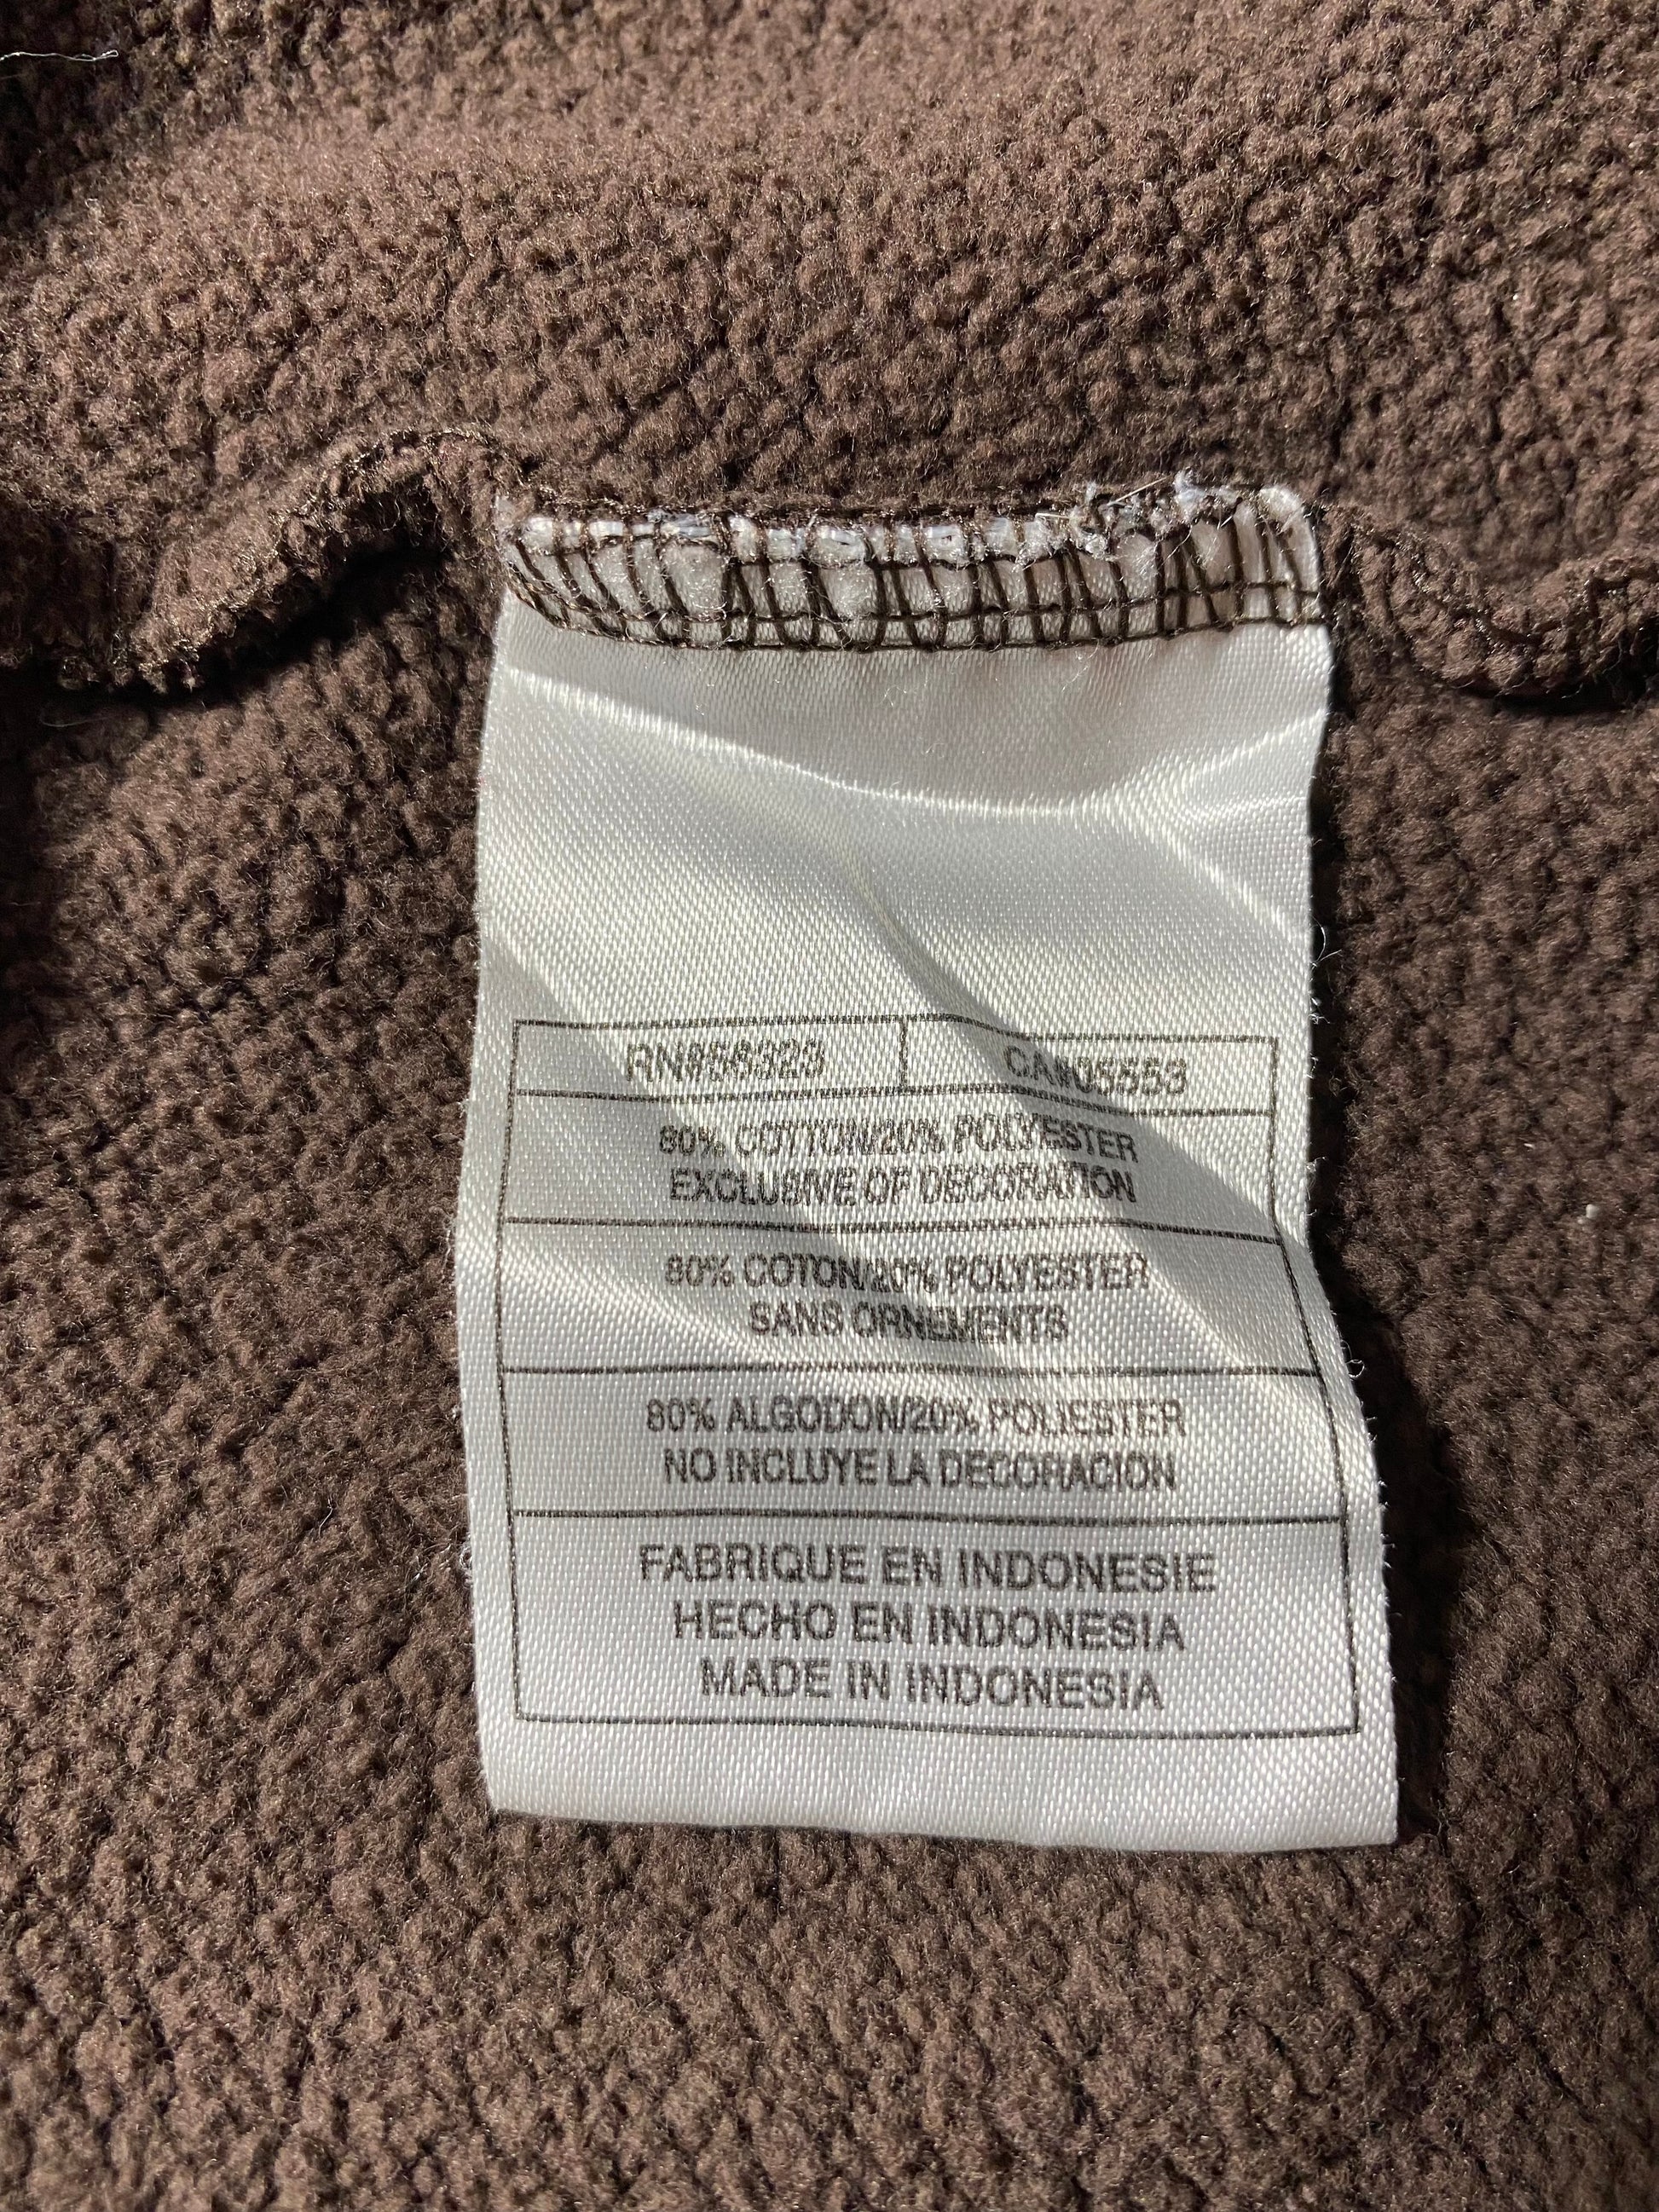 RN#56323 CA#05553
80% COTTON/20% POLYESTER
EXCLUSIVE OF DECORATION
80% COTON/20% POLYESTER
SANS ORNEMENTS
80% ALGODON/20% POLIESTER
NO INCLUYE LA DECORACION
FABRIQUE EN INDONESIE
HECHO EN INDONESIA
MADE IN INDONESIA